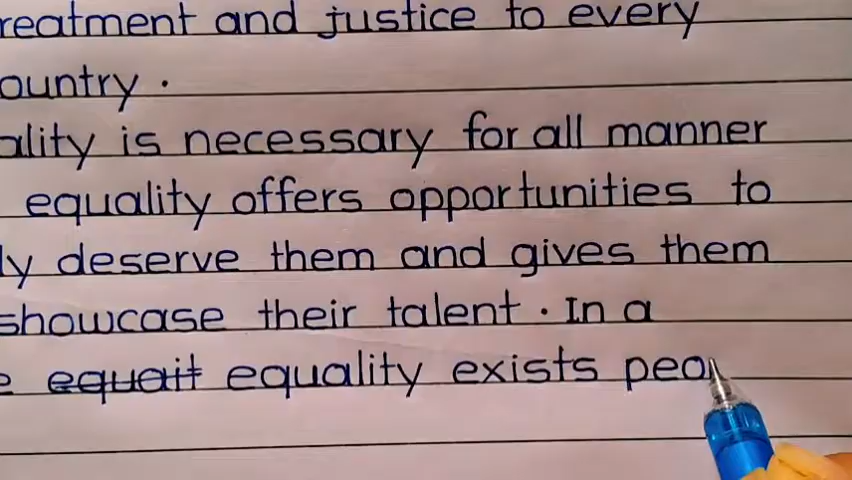 reatment and justice to every
ountry .
ality is necessary for all manner
equality offers opportunities to
ly deserve them and gives them
showcase their talent . In a
e equait equality exists peo